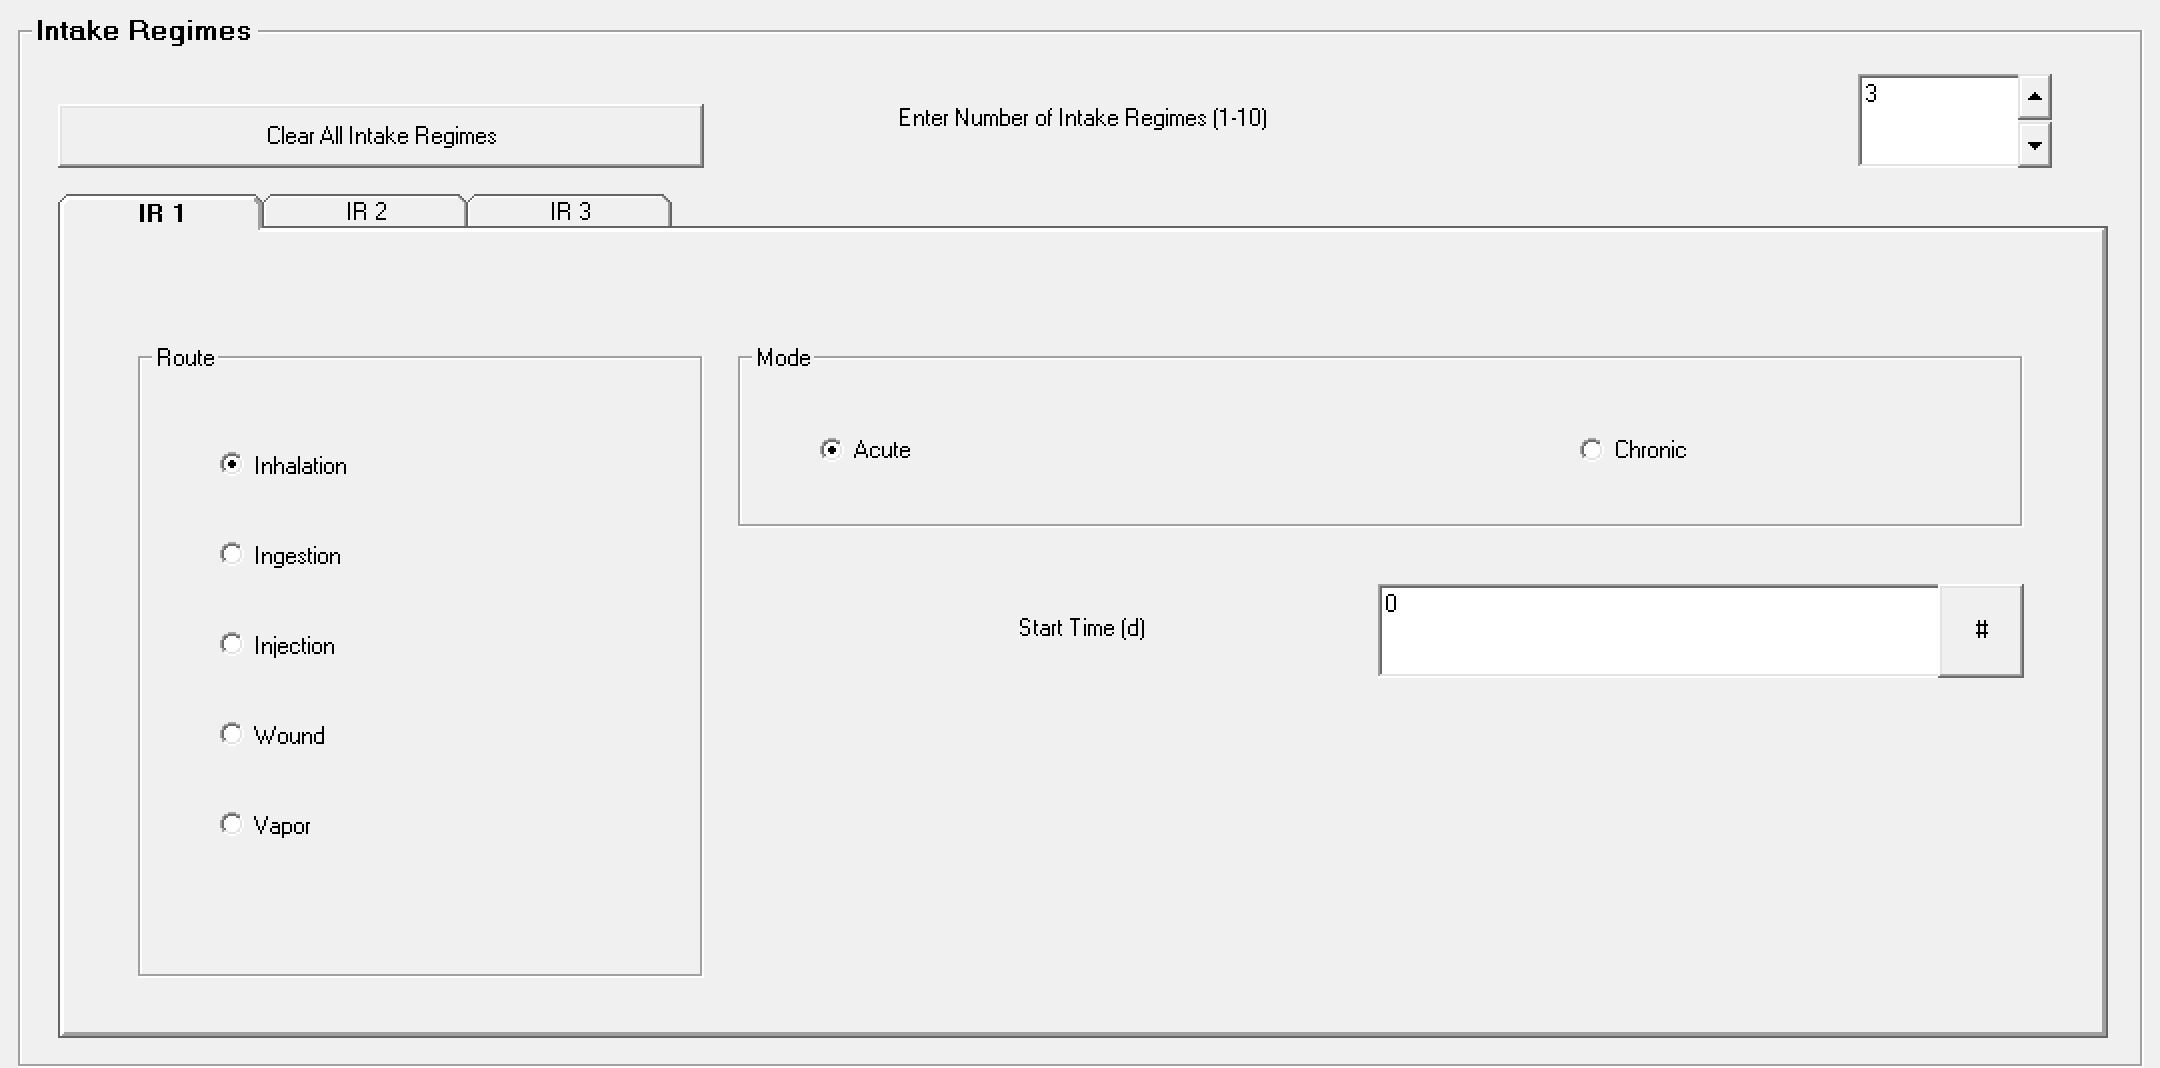 Intake Regimes
3
Enter Number of Intake Regimes (1-10)
Clear All Intake Regimes
IR 1 IR 2 IR 3
Route
Mode
Inhalation
Acute Chronic
Ingestion
0
Start Time (d) #
Injection
Wound
Vapor